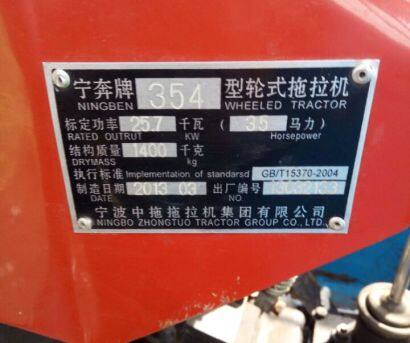 宁奔牌 354 型轮式拖拉机
NINGBEN WHEELED TRACTOR
标定功率 25.7 千瓦 ( 35 马力)
RATED OUTRUT KW Horsepower
结构质量 1400 千克
DRYMASS kg
执行标准 Implementation of standarsd GB/T15370-2004
制造日期 2013 03 出厂编号
DATE NO.
宁波中拖拖拉机集团有限公司
NINGBO ZHONGTUO TRACTOR GROUP CO.,LTD.